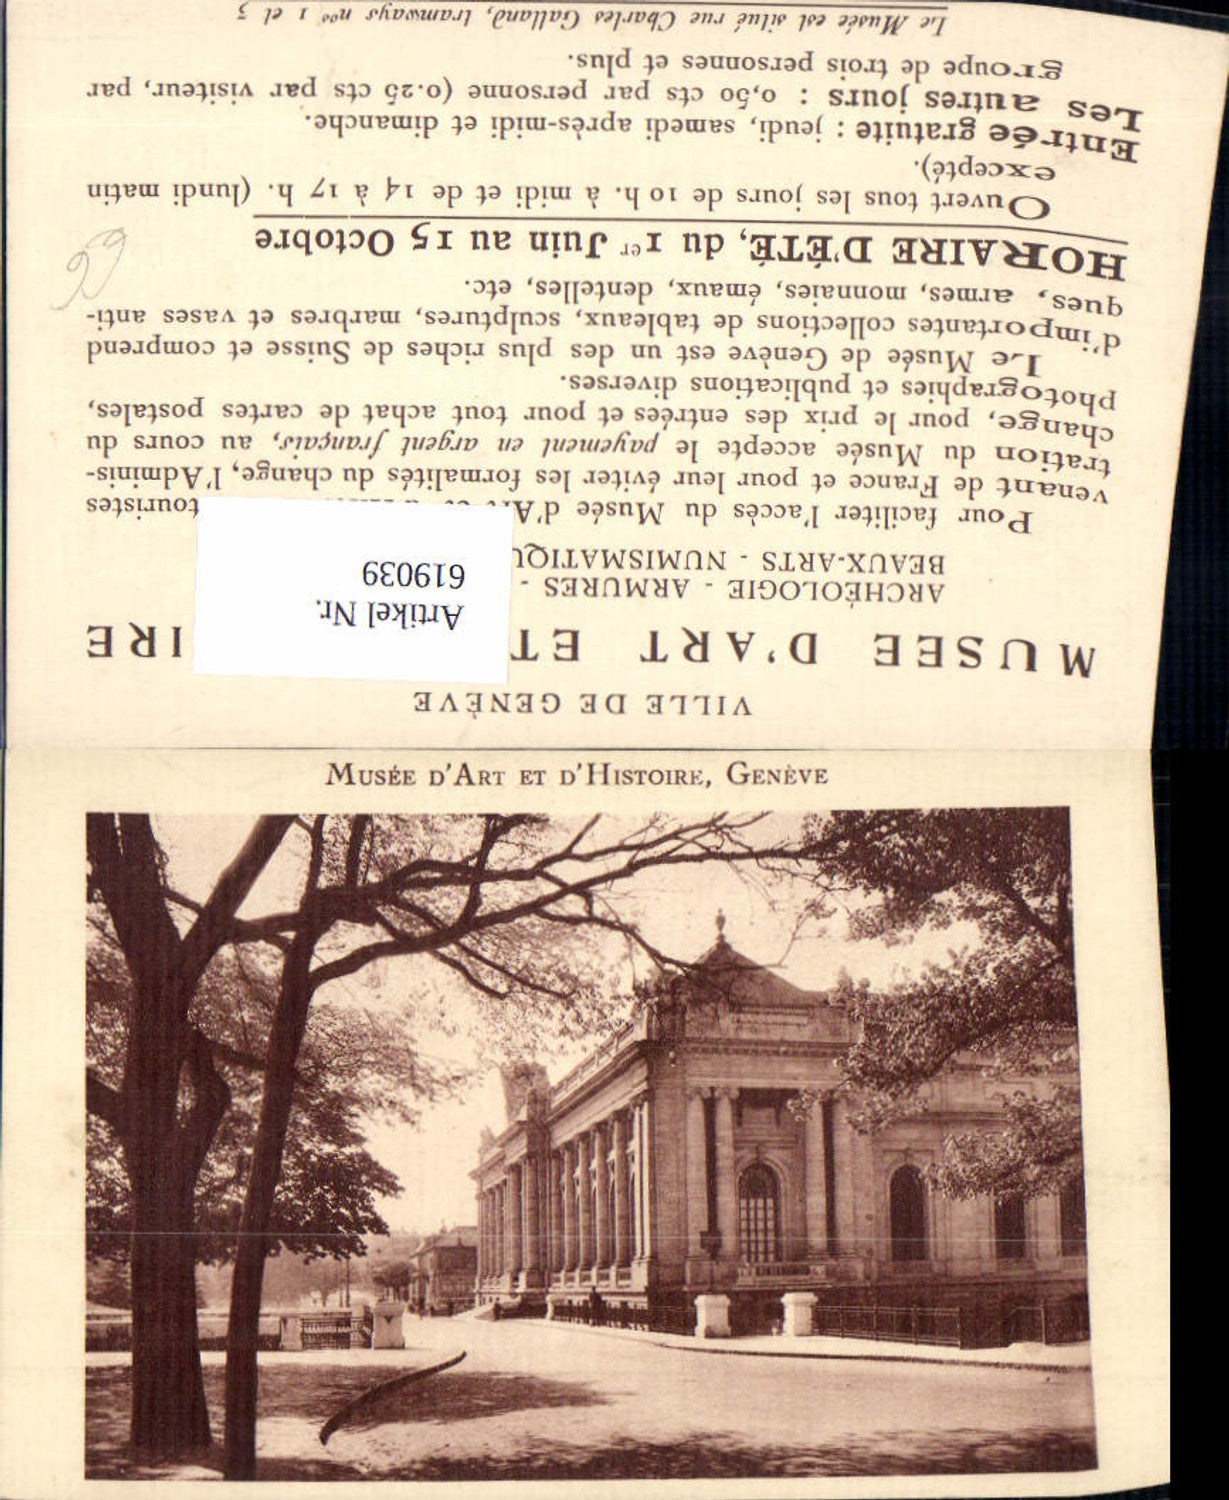 VILLE DE GENÈVE
MUSEE D'ART ET IRE
ARCHÉOLOGIE - ARMURES -
BEAUX-ARTS - NUMISMATIQU
Artikel Nr.
619039
Pour faciliter l'accès du Musée d'Art touristes
venant de France et pour leur éviter les formalités du change, l'Adminis-
tration du Musée accepte le payement en argent français, au cours du
change, pour le prix des entrées et pour tout achat de cartes postales,
photographies et publications diverses.
Le Musée de Genève est un des plus riches de Suisse et comprend
d'importantes collections de tableaux, sculptures, marbres et vases anti-
ques, armes, monnaies, émaux, dentelles, etc.
HORAIRE D'ÉTÉ, du 1er Juin au 15 Octobre
Ouvert tous les jours de 10 h. à midi et de 14 à 17 h. (lundi matin
excepté).
Entrée gratuite : jeudi, samedi après-midi et dimanche.
Les autres jours : 0,50 cts par personne (0.25 cts par visiteur, par
groupe de trois personnes et plus.
Le Musée est situé rue Charles Galland, tramways nos 1 et 3
MUSÉE D'ART ET D'HISTOIRE, GENÈVE